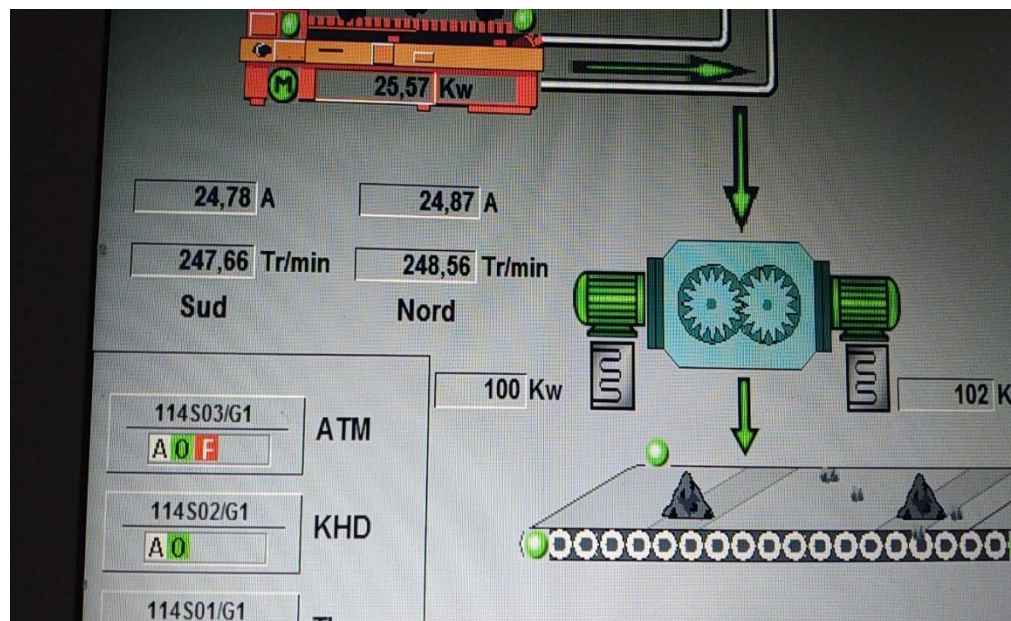 M 25,57 Kw
24,78 A 24,87 A
247,66 Tr/min 248,56 Tr/min
Sud Nord
100 Kw 102 K
114S03/G1
A O F ATM
114S02/G1
A O KHD
114S01/G1